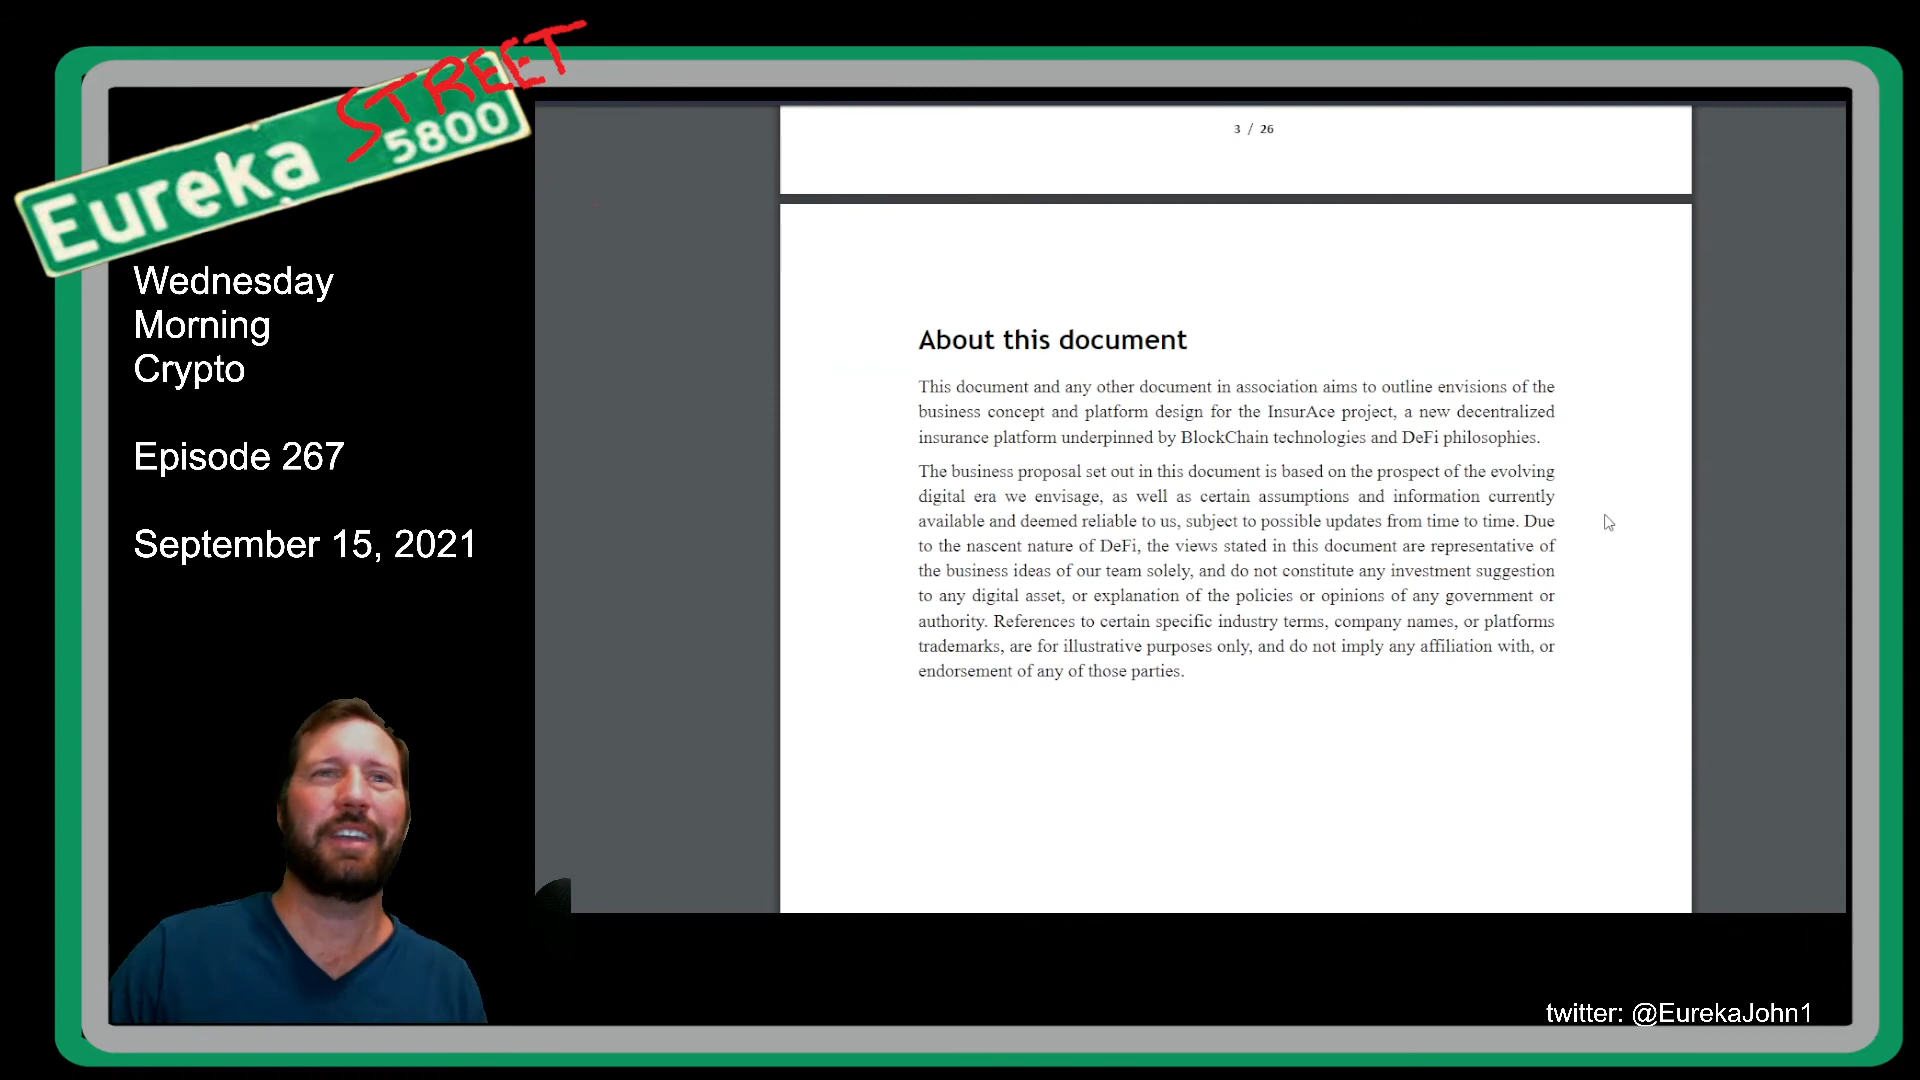 Eureka STREET
5800
Wednesday
Morning
Crypto
Episode 267
September 15, 2021
3 / 26
About this document
This document and any other document in association aims to outline envisions of the
business concept and platform design for the InsurAce project, a new decentralized
insurance platform underpinned by BlockChain technologies and DeFi philosophies.
The business proposal set out in this document is based on the prospect of the evolving
digital era we envisage, as well as certain assumptions and information currently
available and deemed reliable to us, subject to possible updates from time to time. Due
to the nascent nature of DeFi, the views stated in this document are representative of
the business ideas of our team solely, and do not constitute any investment suggestion
to any digital asset, or explanation of the policies or opinions of any government or
authority. References to certain specific industry terms, company names, or platforms
trademarks, are for illustrative purposes only, and do not imply any affiliation with, or
endorsement of any of those parties.
twitter: @EurekaJohn1